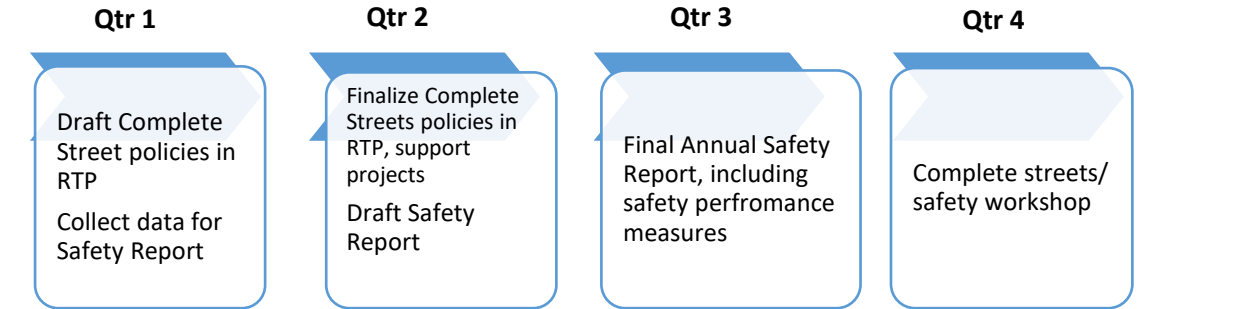 Qtr 1
Draft Complete
Street policies in
RTP
Collect data for
Safety Report
Qtr 2
Finalize Complete
Streets policies in
RTP, support
projects
Draft Safety
Report
Qtr 3
Final Annual Safety
Report, including
safety perfromance
measures
Qtr 4
Complete streets/
safety workshop